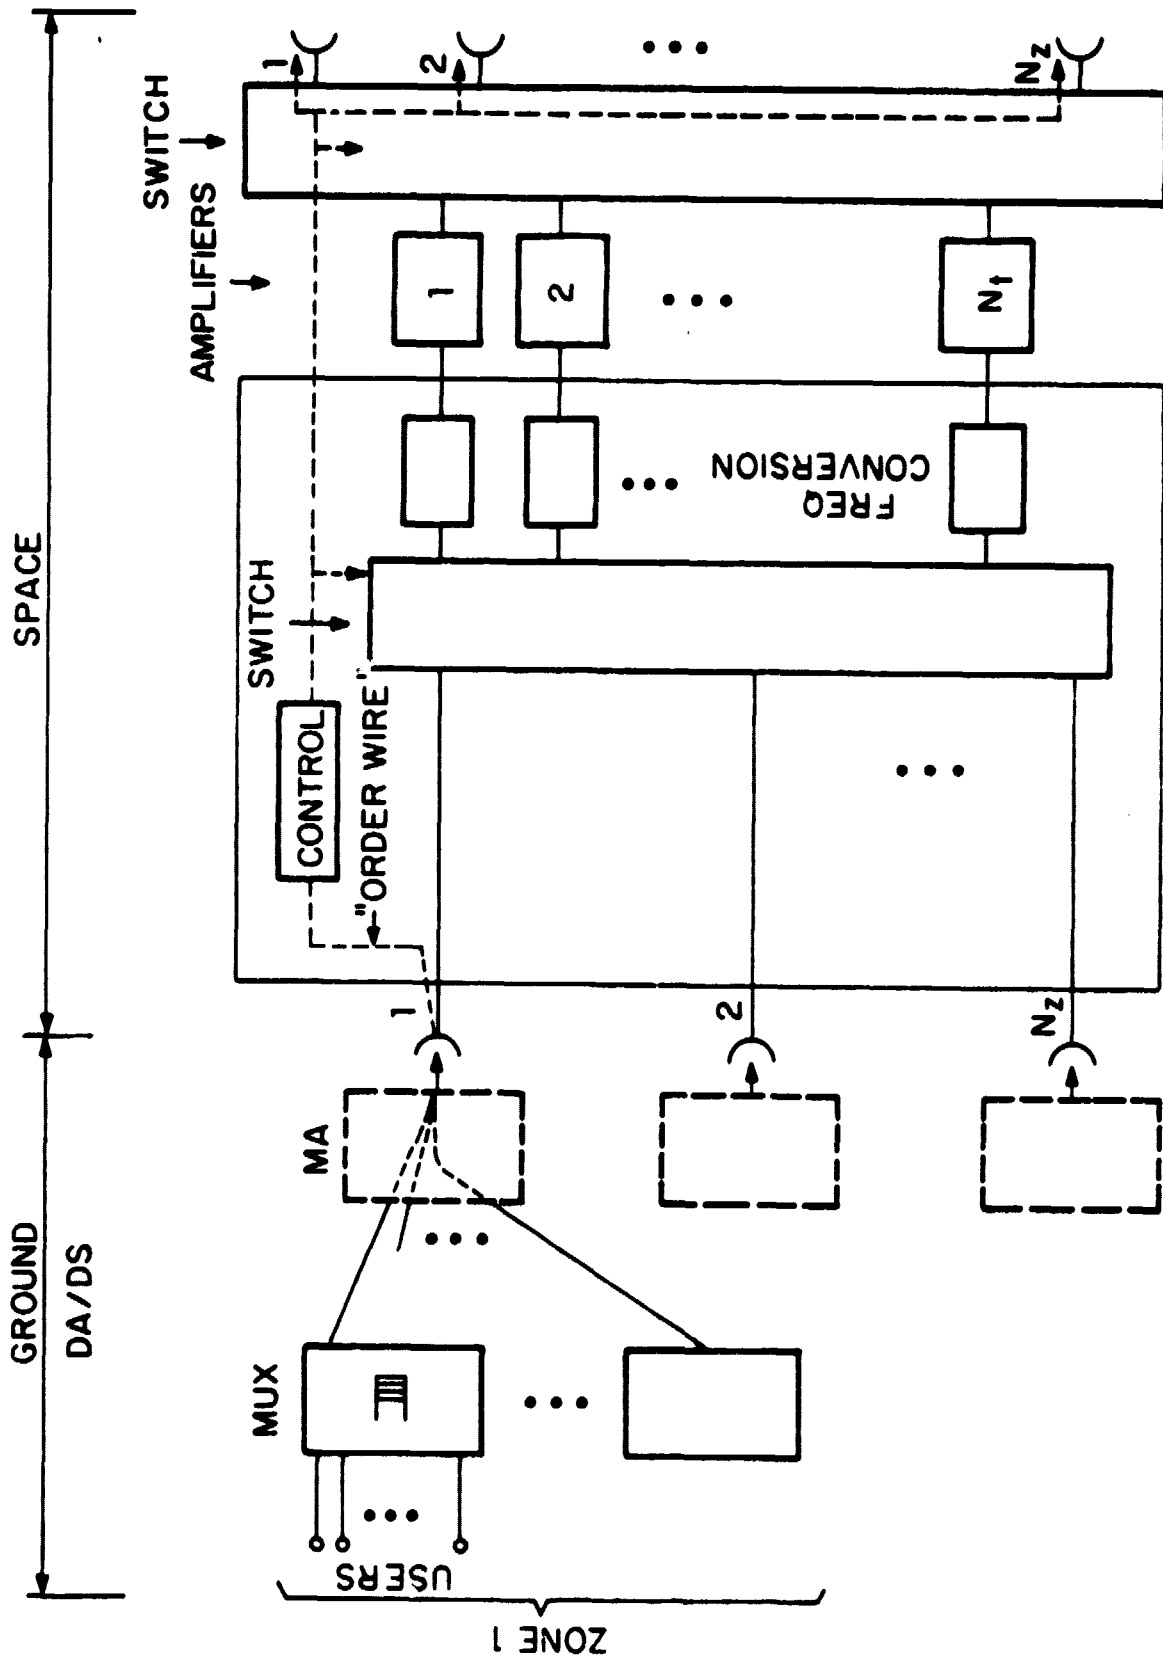 GROUND
SPACE
DA/DS
SWITCH
AMPLIFIERS
SWITCH
MUX
MA
CONTROL
"ORDER WIRE"
1
1
2
Nz
1
2
Nt
FREQ
CONVERSION
2
Nz
USERS
ZONE 1